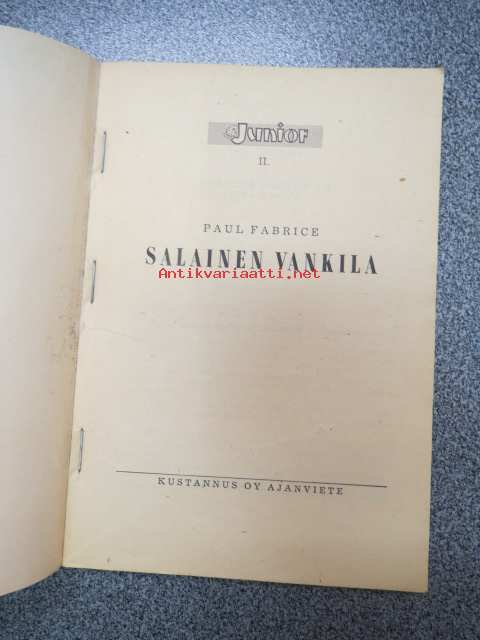 Junior
II.
PAUL FABRICE
SALAINEN VANKILA
Antikvariaatti.net
KUSTANNUS OY AJANVIETE